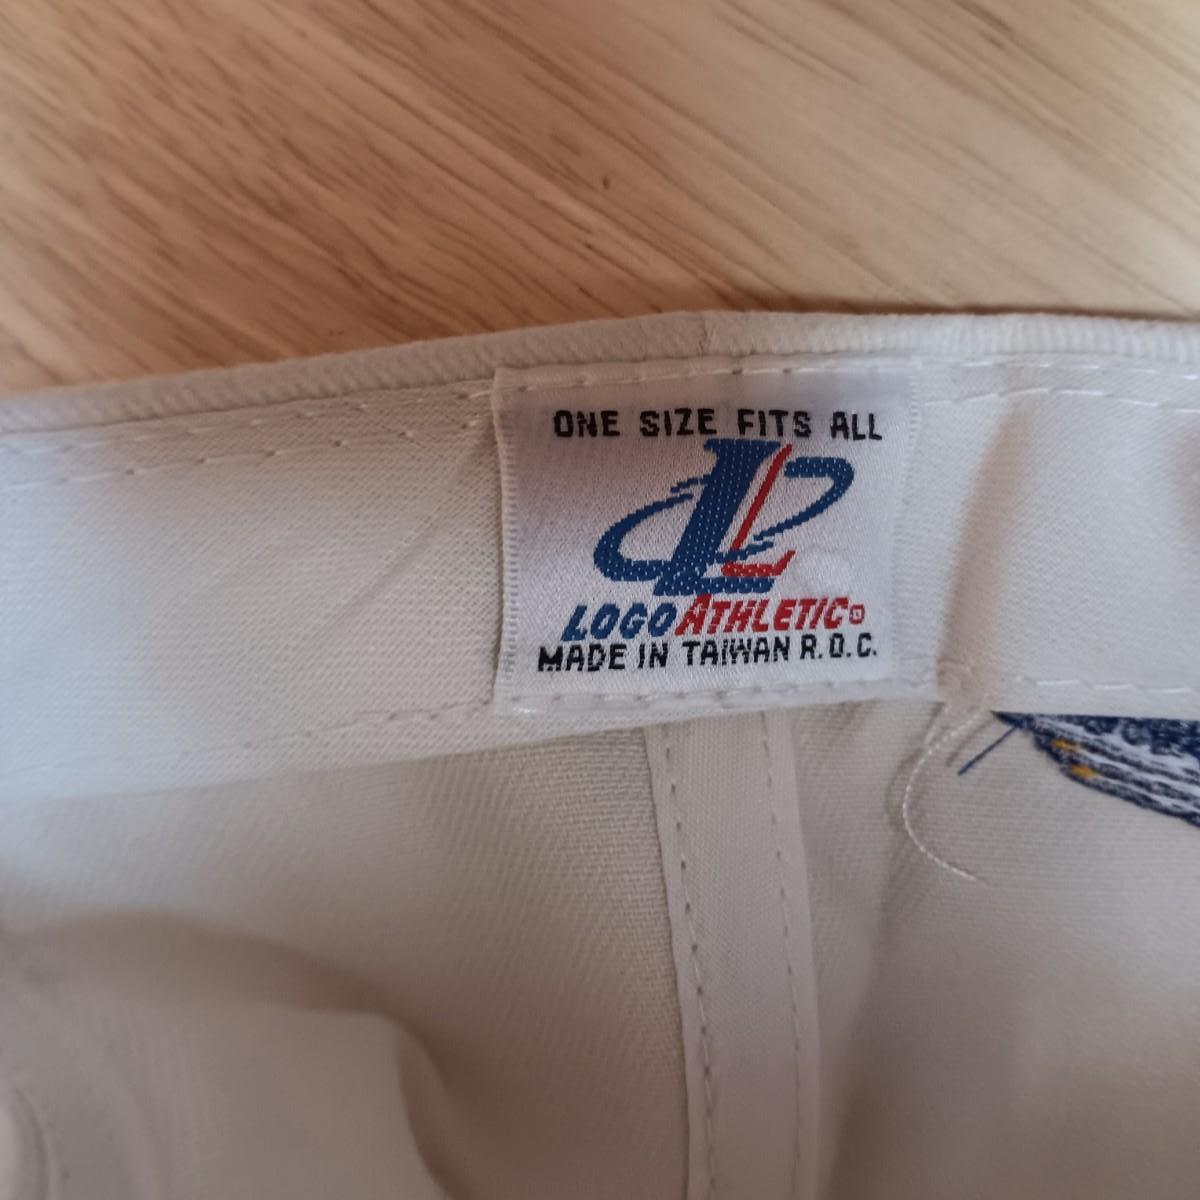 ONE SIZE FITS ALL
LOGO ATHLETIC®
MADE IN TAIWAN R.O.C.